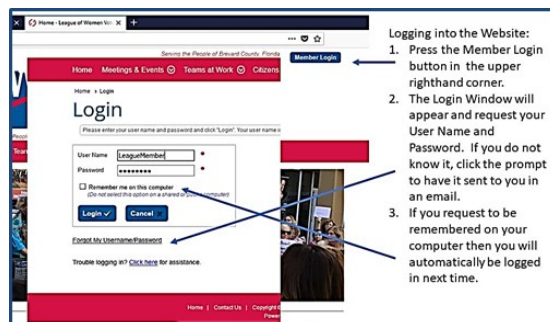 Home - League of Women Vot
Serving the People of Brevard County, Florida
Member Login
Home Meetings & Events Teams at Work Citizens
Home > Login
Login
Please enter your user name and password and click "Login". Your user name is
User Name LeagueMember *
Password ******** *
Remember me on this computer
(Do not select this option on a shared or public computer)
Login ✓ Cancel x
Forgot My Username/Password
Trouble logging in? Click here for assistance.
Home | Contact Us | Copyright ©
Power
Logging into the Website:
1. Press the Member Login
button in the upper
righthand corner.
2. The Login Window will
appear and request your
User Name and
Password. If you do not
know it, click the prompt
to have it sent to you in
an email.
3. If you request to be
remembered on your
computer then you will
automatically be logged
in next time.